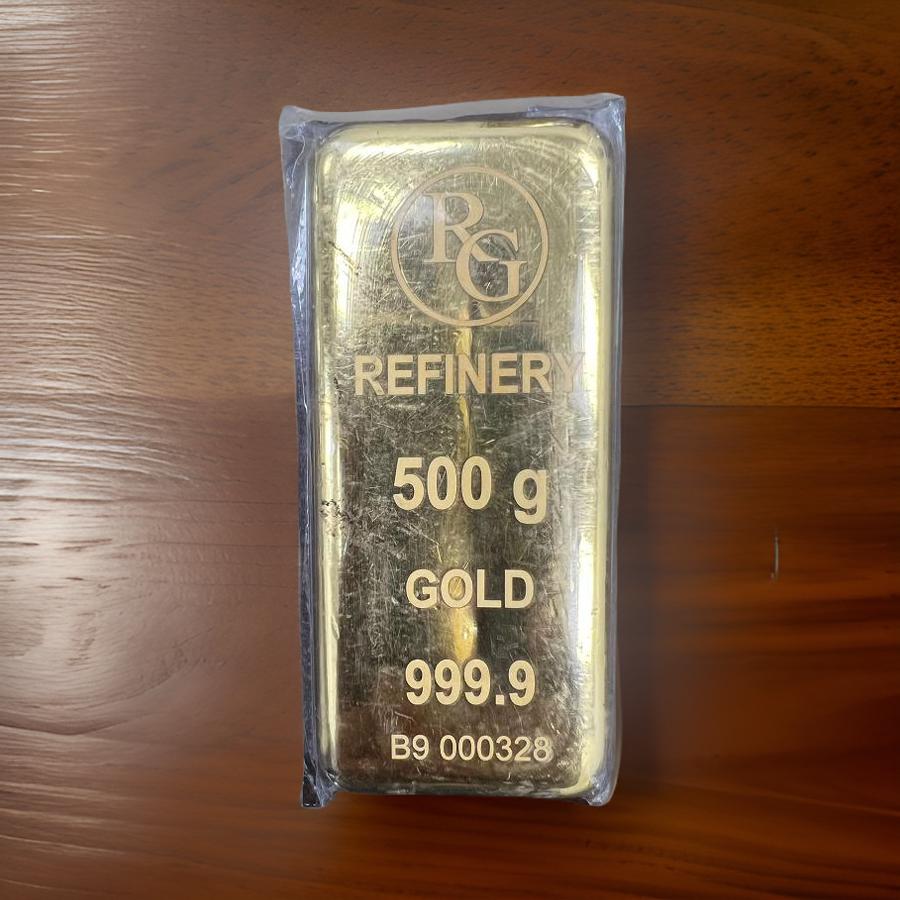 RG
REFINERY
500 g
GOLD
999.9
B9 000328